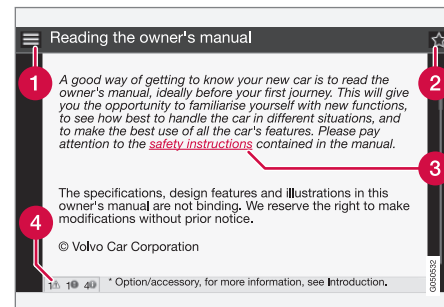 Reading the owner's manual
1
2
A good way of getting to know your new car is to read the
owner's manual, ideally before your first journey. This will give
you the opportunity to familiarise yourself with new functions,
to see how best to handle the car in different situations, and
to make the best use of all the car's features. Please pay
attention to the safety instructions contained in the manual.
3
The specifications, design features and illustrations in this
owner's manual are not binding. We reserve the right to make
modifications without prior notice.
4
© Volvo Car Corporation
1 1 4 * Option/accessory, for more information, see Introduction.
G050532